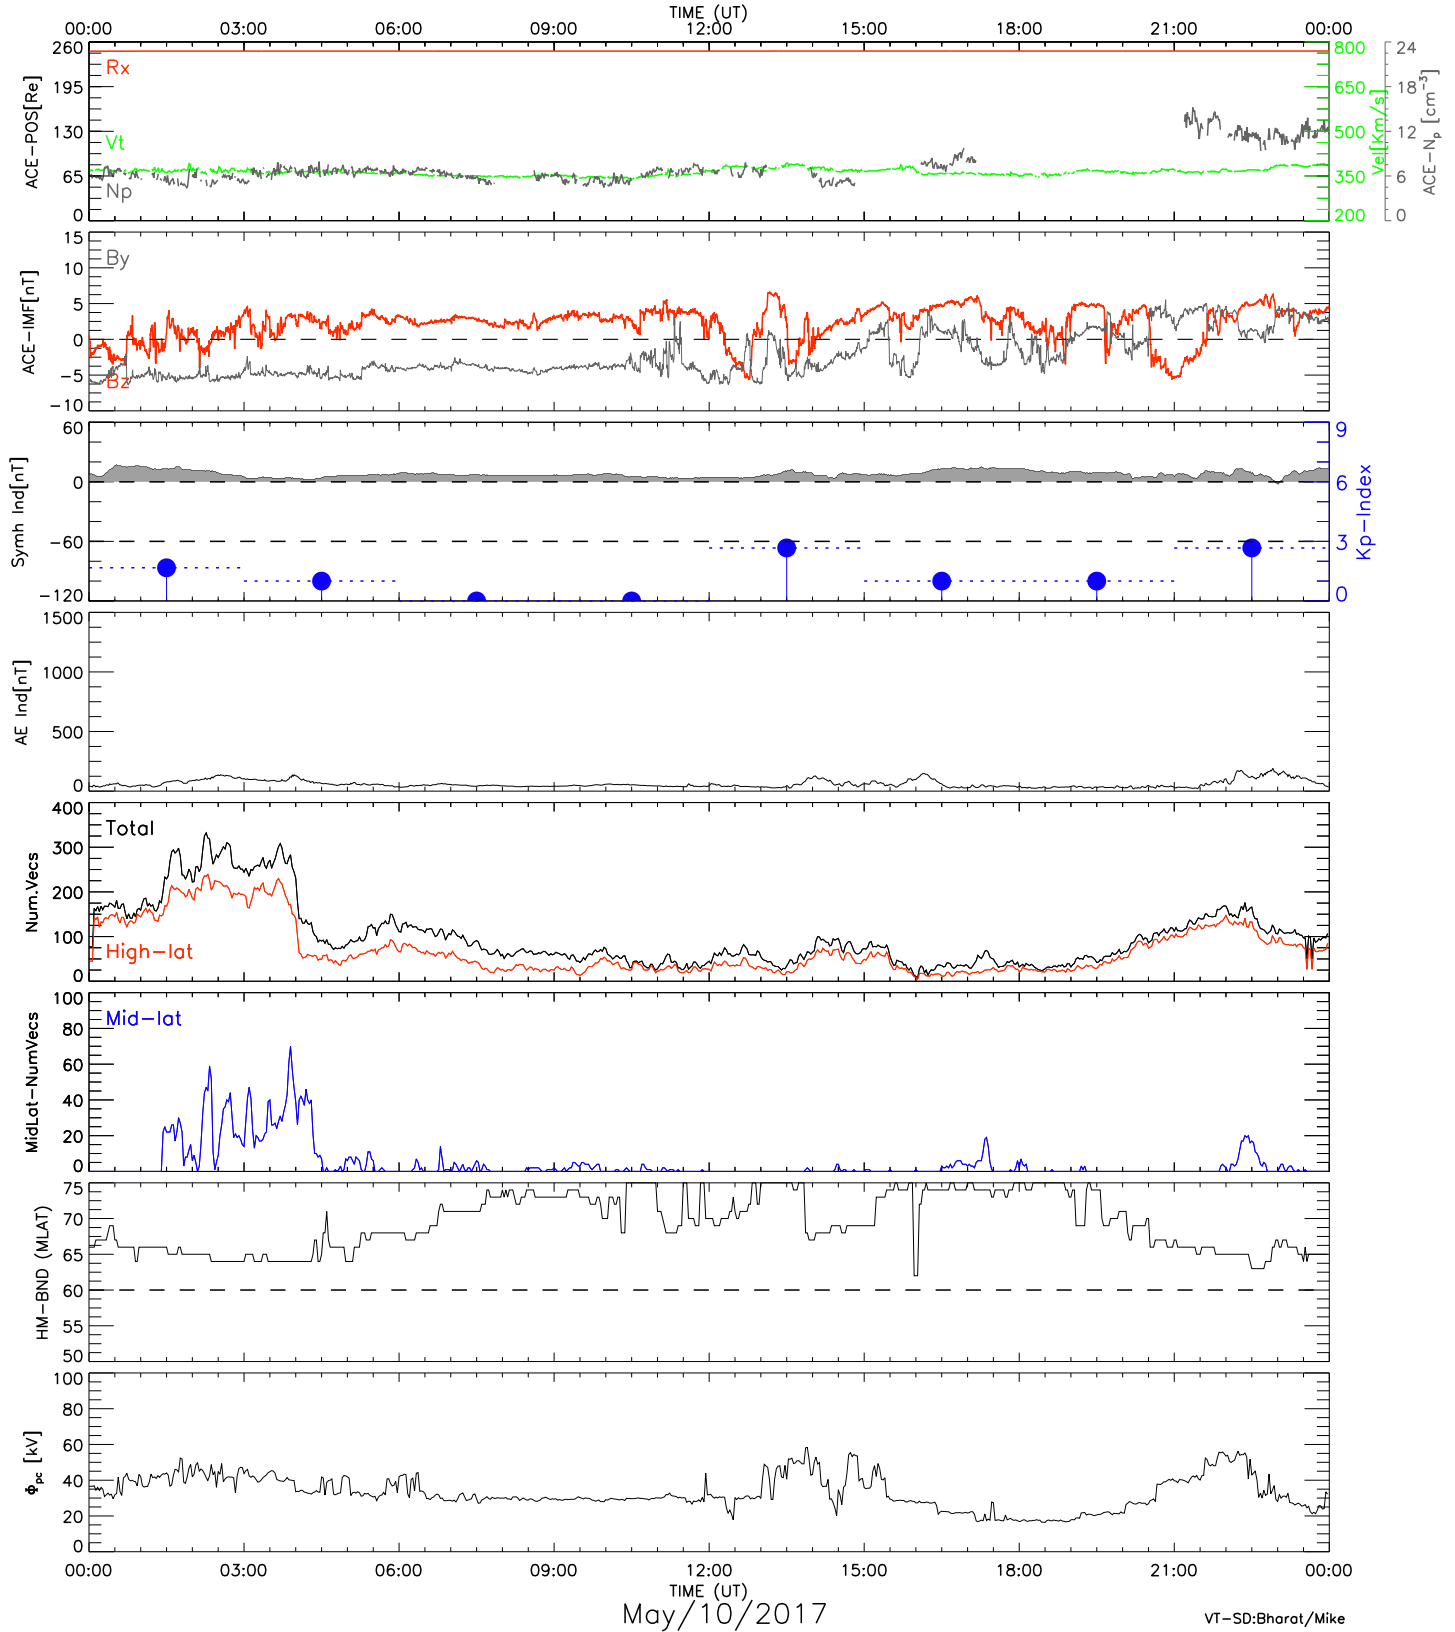 TIME (UT)
00:00 03:00 06:00 09:00 12:00 15:00 18:00 21:00 00:00
260 195 130 65 0
ACE-POS[Re]
Rx
Vt
Np
800 650 500 350 200
Vel[Km/s]
24 18 12 6 0
ACE-Np [cm⁻³]
15 10 5 0 -5 -10
ACE-IMF[nT]
By
Bz
60 0 -60 -120
Symh Ind[nT]
9 6 3 0
Kp-Index
1500 1000 500 0
AE Ind[nT]
400 300 200 100 0
Num.Vecs
Total
High-lat
100 80 60 40 20 0
MidLat-NumVecs
Mid-lat
75 70 65 60 55 50
HM-BND (MLAT)
100 80 60 40 20 0
Φpc [kV]
00:00 03:00 06:00 09:00 12:00 15:00 18:00 21:00 00:00
TIME (UT)
May/10/2017
VT-SD:Bharat/Mike